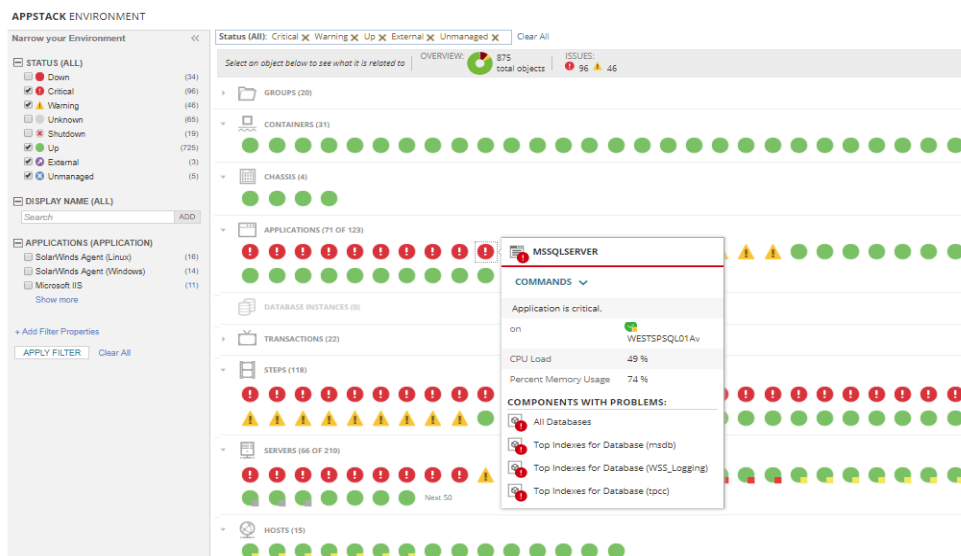 APPSTACK ENVIRONMENT
Narrow your Environment <<
STATUS (ALL)
Down (34)
Critical (96)
Warning (46)
Unknown (65)
Shutdown (19)
Up (725)
External (3)
Unmanaged (5)
DISPLAY NAME (ALL)
Search ADD
APPLICATIONS (APPLICATION)
SolarWinds Agent (Linux) (16)
SolarWinds Agent (Windows) (14)
Microsoft IIS (11)
Show more
+ Add Filter Properties
APPLY FILTER Clear All
Status (All): Critical Warning Up External Unmanaged Clear All
Select an object below to see what it is related to
OVERVIEW: 875 total objects
ISSUES: 96 46
GROUPS (20)
CONTAINERS (31)
CHASSIS (4)
APPLICATIONS (71 OF 123)
DATABASE INSTANCES (0)
TRANSACTIONS (22)
STEPS (118)
SERVERS (66 OF 210)
Next 50
HOSTS (15)
MSSQLSERVER
COMMANDS
Application is critical.
on WESTSPSQL01Av
CPU Load 49 %
Percent Memory Usage 74 %
COMPONENTS WITH PROBLEMS:
All Databases
Top Indexes for Database (msdb)
Top Indexes for Database (WSS_Logging)
Top Indexes for Database (tpcc)